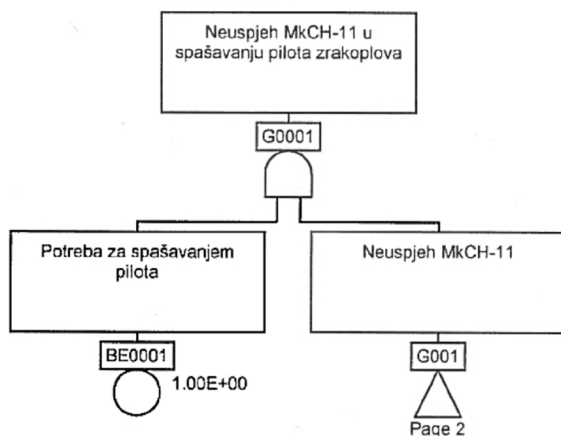 Neuspjeh MkCH-11 u
spašavanju pilota zrakoplova
G0001
Potreba za spašavanjem
pilota
BE0001
1.00E+00
Neuspjeh MkCH-11
G001
Page 2